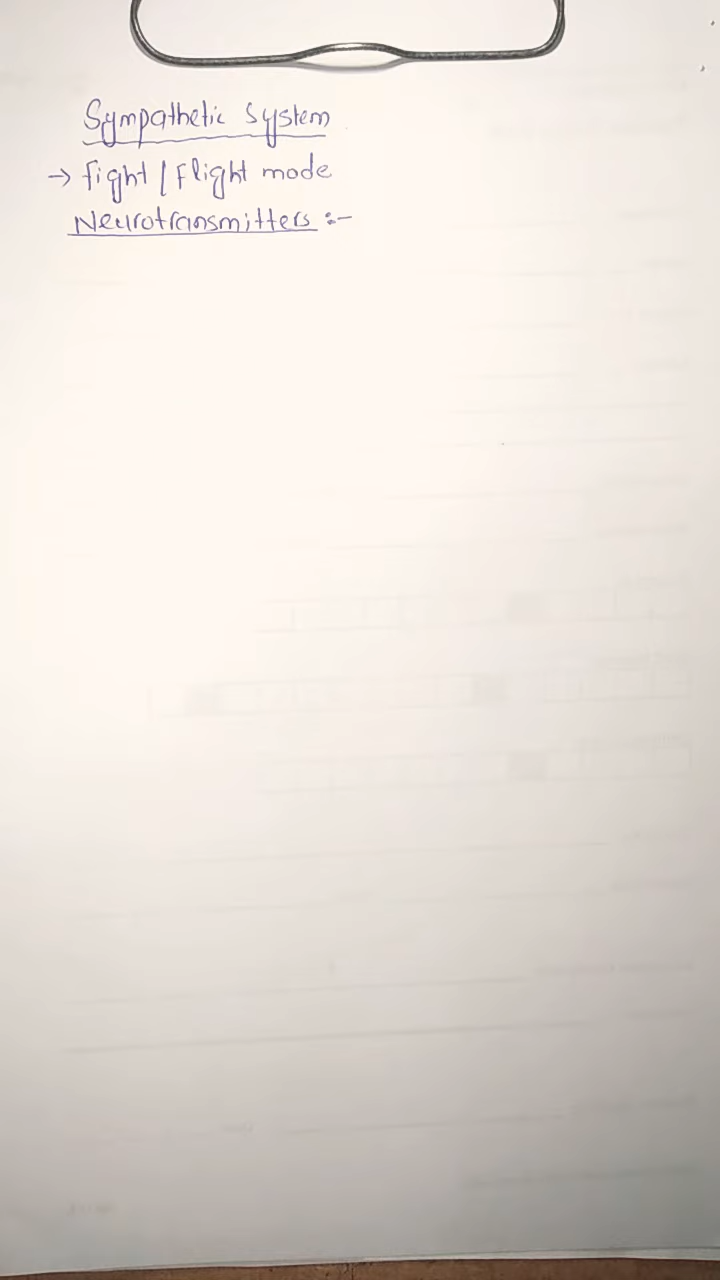 Sympathetic System
→ fight / Flight mode
Neurotransmitters :-